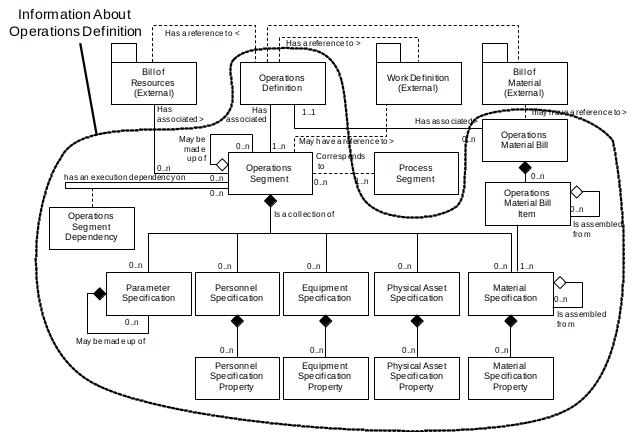 Information About
Operations Definition
Has a reference to <
Has a reference to >
Bill of
Resources
(External)
Operations
Definition
Work Definition
(External)
Bill of
Material
(External)
Has
associated >
Has
associated
1..1
Has associated >
may have a reference to >
May be
made
up of
0..n
1..n
May have a reference to >
0..n
Operations
Material Bill
0..n
Operations
Segment
Corresponds
to
Process
Segment
0..n
has an execution dependency on
0..n
0..n
0..n
1..n
Operations
Material Bill
Item
0..n
Is assembled
from
Operations
Segment
Dependency
Is a collection of
0..n
0..n
0..n
0..n
0..n
1..n
Parameter
Specification
Personnel
Specification
Equipment
Specification
Physical Asset
Specification
Material
Specification
0..n
Is assembled
from
0..n
May be made up of
0..n
0..n
0..n
0..n
Personnel
Specification
Property
Equipment
Specification
Property
Physical Asset
Specification
Property
Material
Specification
Property